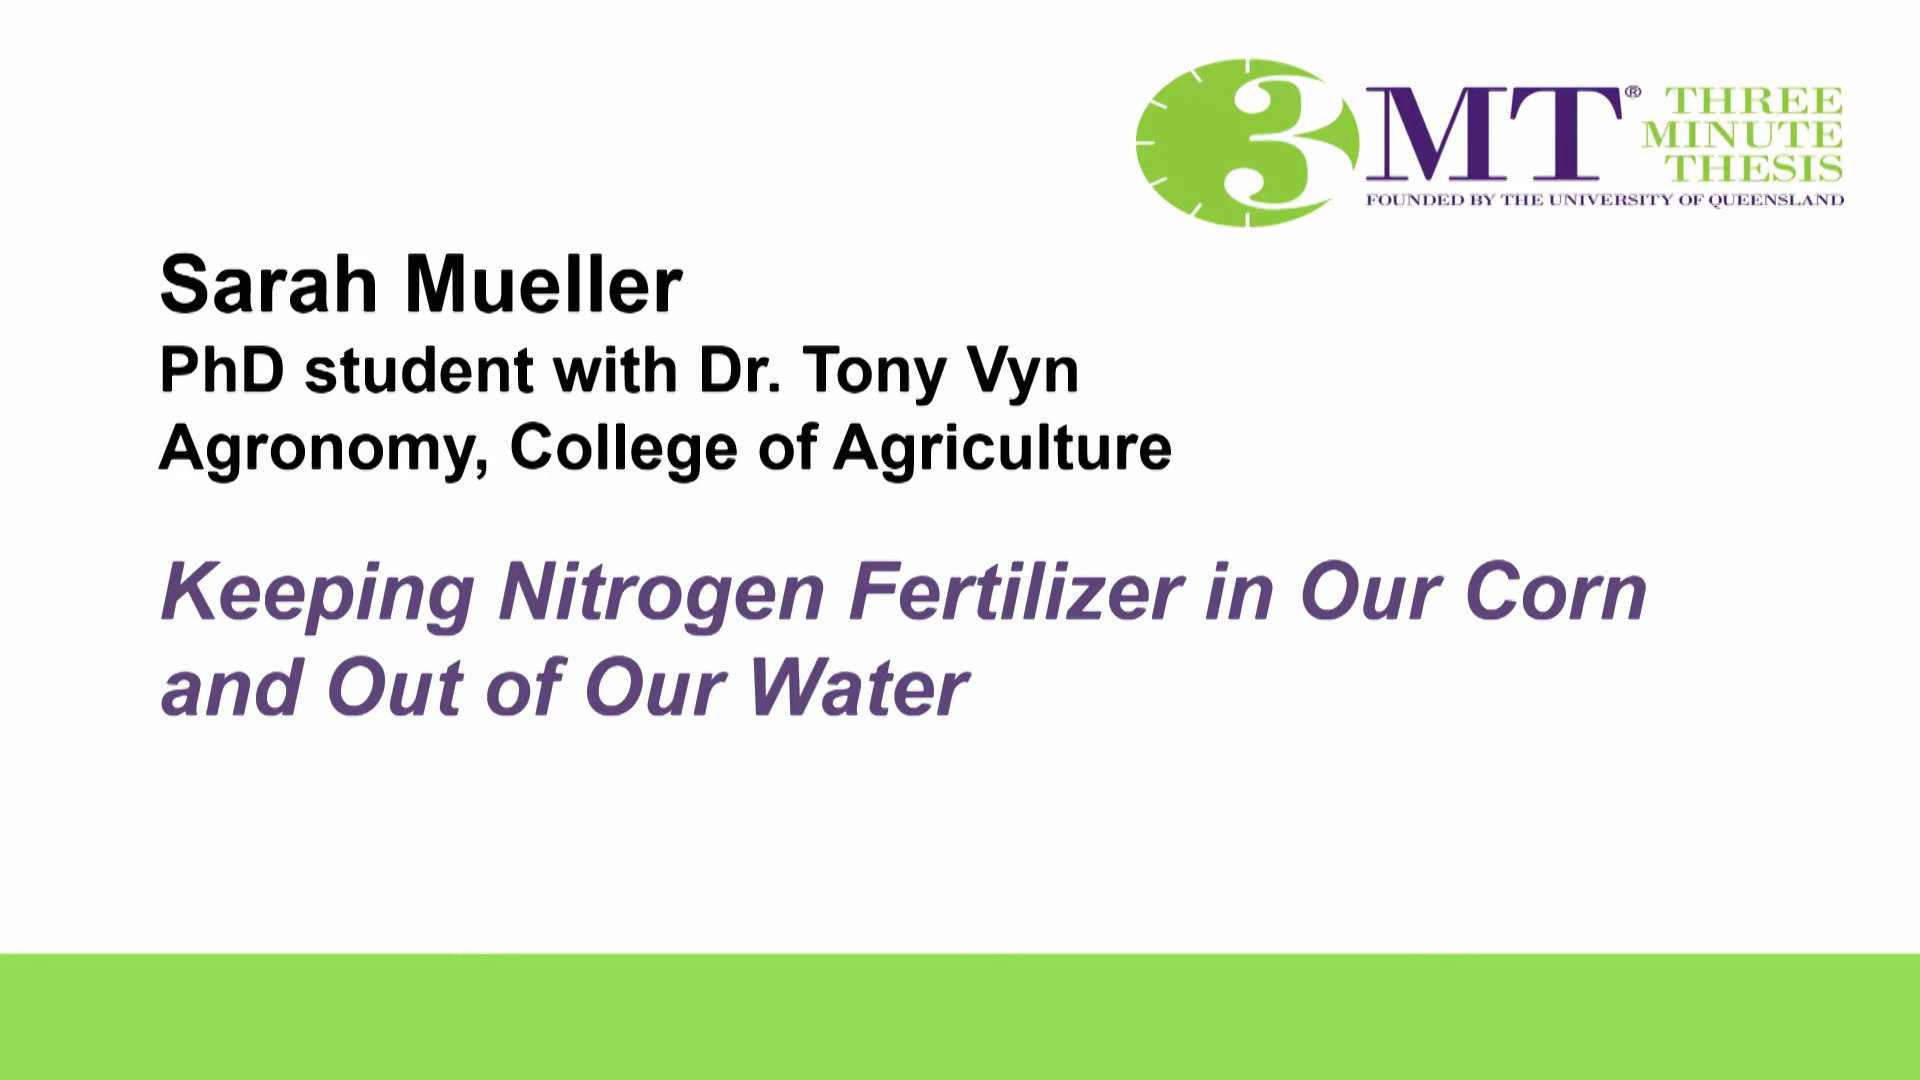 3MT® THREE
MINUTE
THESIS
FOUNDED BY THE UNIVERSITY OF QUEENSLAND
Sarah Mueller
PhD student with Dr. Tony Vyn
Agronomy, College of Agriculture
Keeping Nitrogen Fertilizer in Our Corn
and Out of Our Water